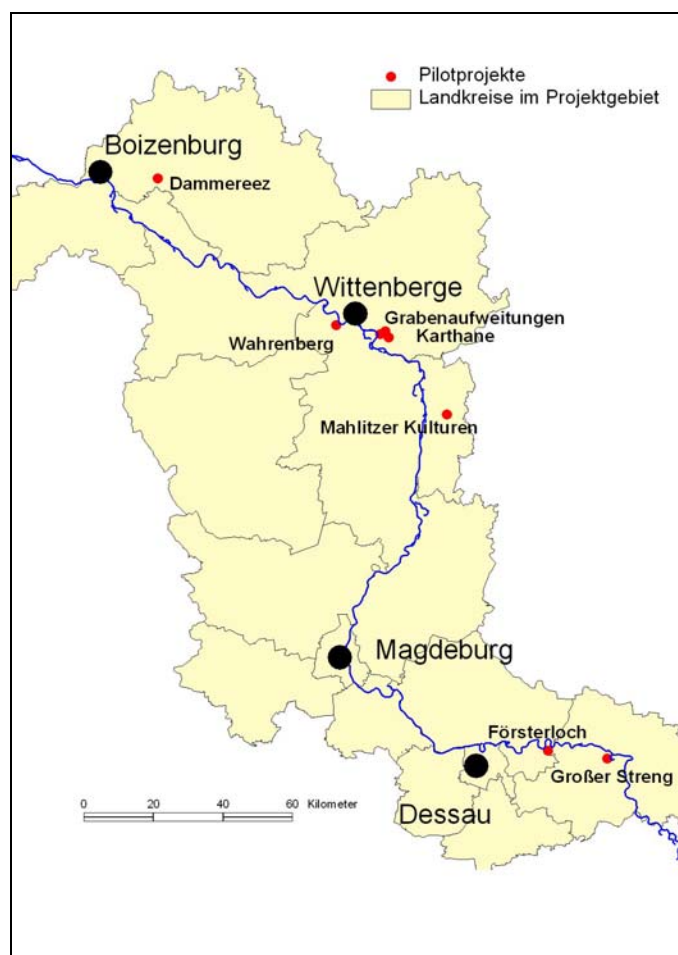 Pilotprojekte
Landkreise im Projektgebiet
Boizenburg
Dammereez
Wittenberge
Grabenaufweitungen
Wahrenberg
Karthane
Mahlitzer Kulturen
Magdeburg
Försterloch
Großer Streng
Dessau
0 20 40 60 Kilometer